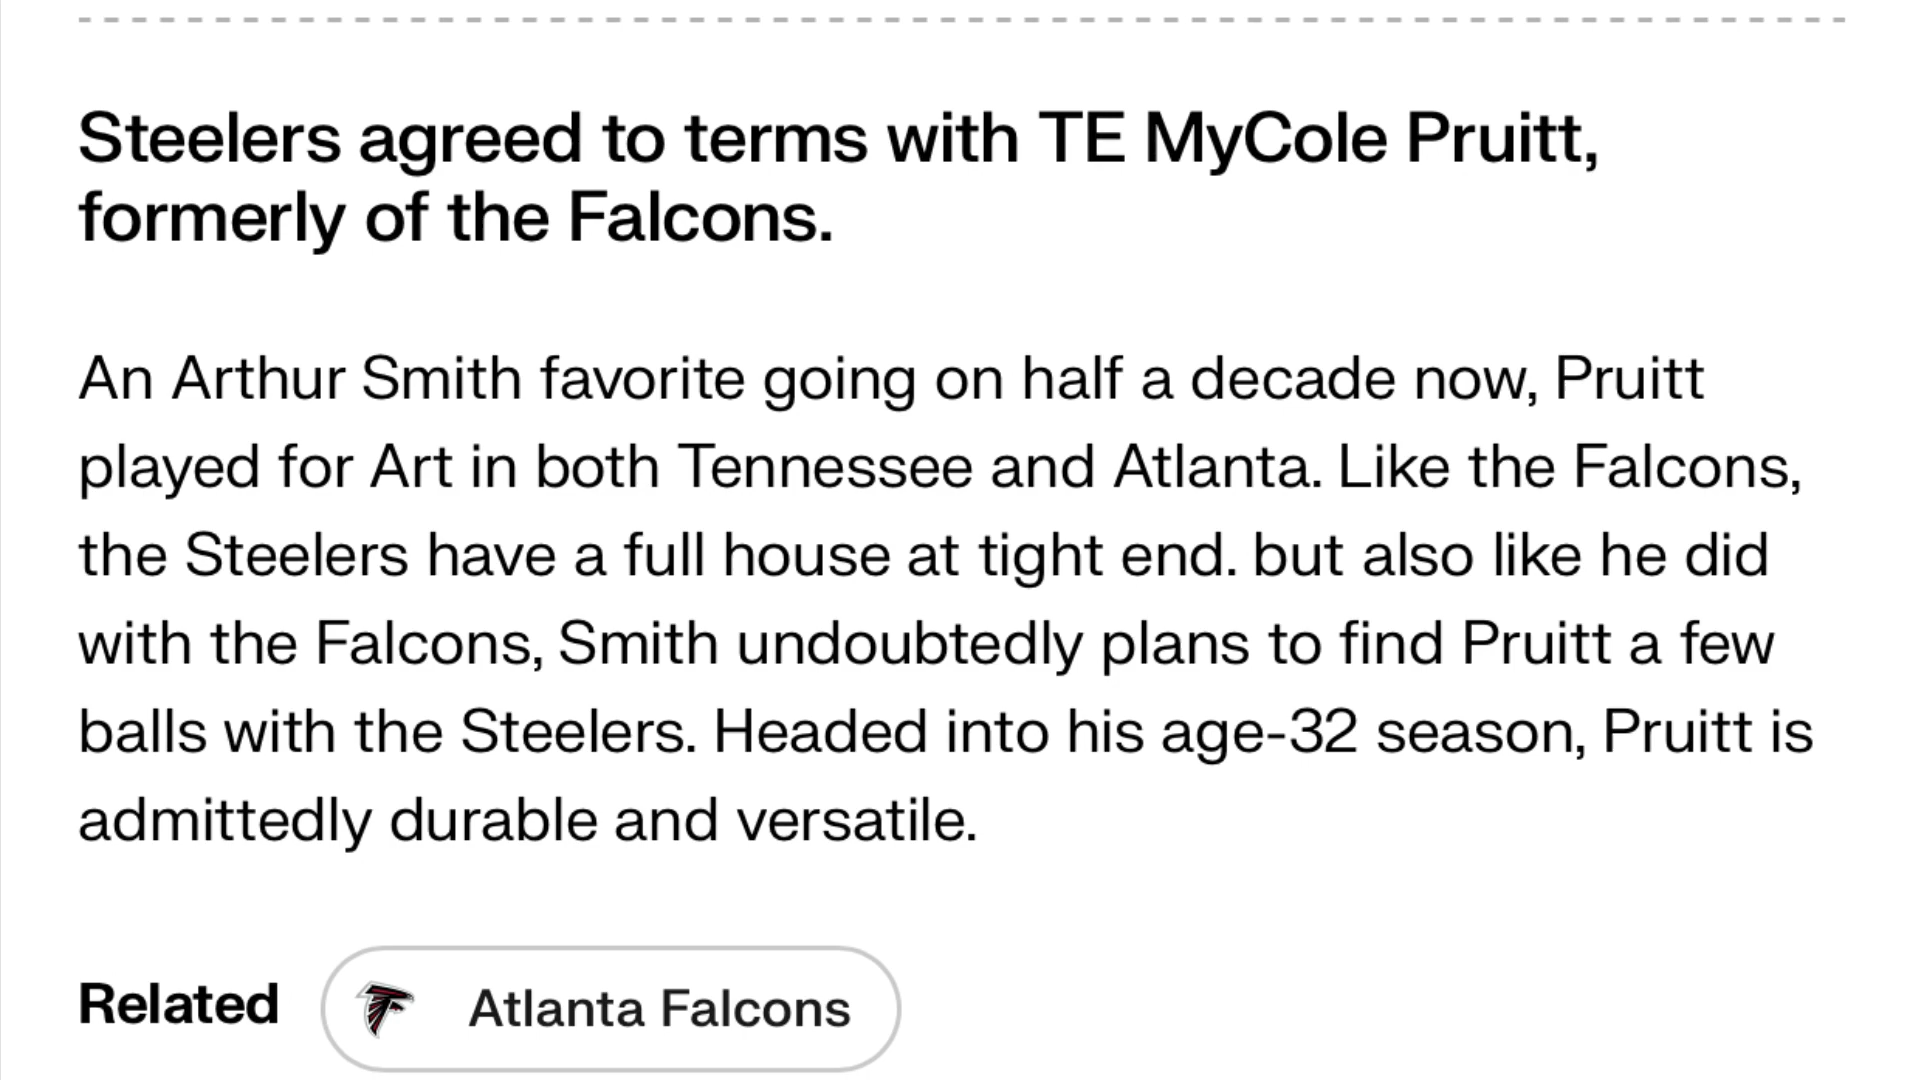 Steelers agreed to terms with TE MyCole Pruitt,
formerly of the Falcons.
An Arthur Smith favorite going on half a decade now, Pruitt
played for Art in both Tennessee and Atlanta. Like the Falcons,
the Steelers have a full house at tight end. but also like he did
with the Falcons, Smith undoubtedly plans to find Pruitt a few
balls with the Steelers. Headed into his age-32 season, Pruitt is
admittedly durable and versatile.
Related Atlanta Falcons